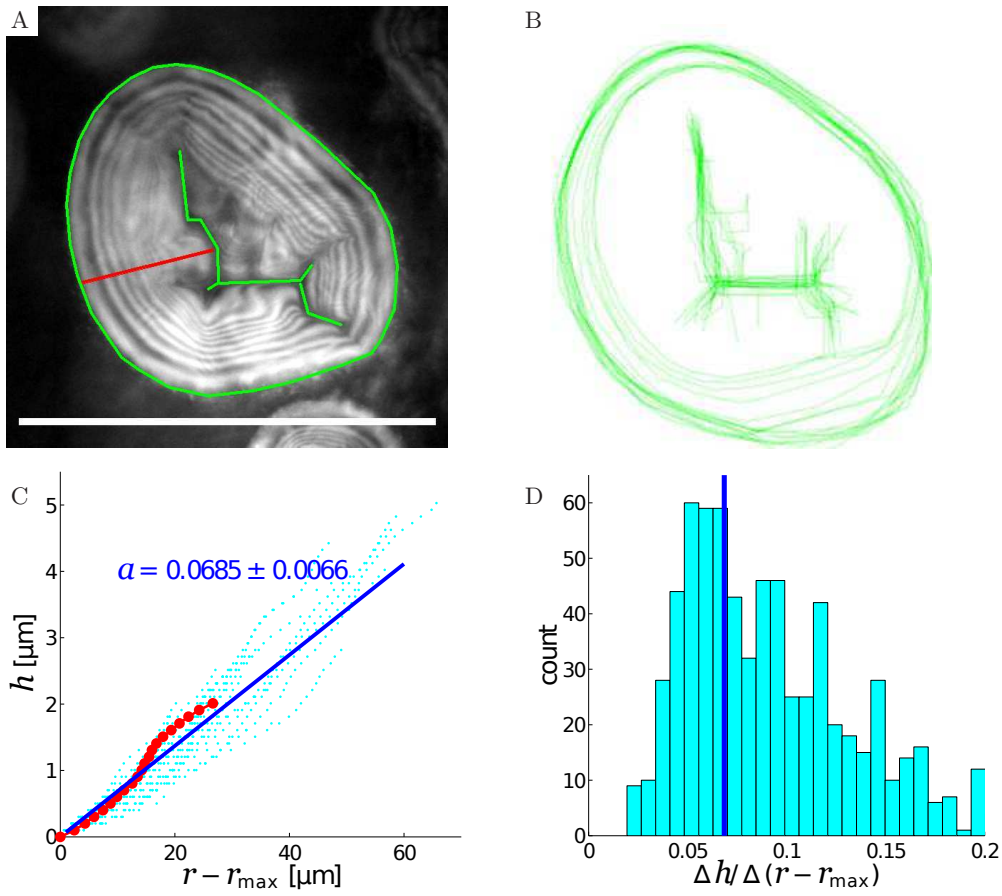 A
B
C
5
4
3
2
1
0
h [μm]
a = 0.0685 ± 0.0066
0 20 40 60
r − r_max [μm]
D
60
50
40
30
20
10
0
count
0 0.05 0.10 0.15 0.2
Δh/Δ(r − r_max)